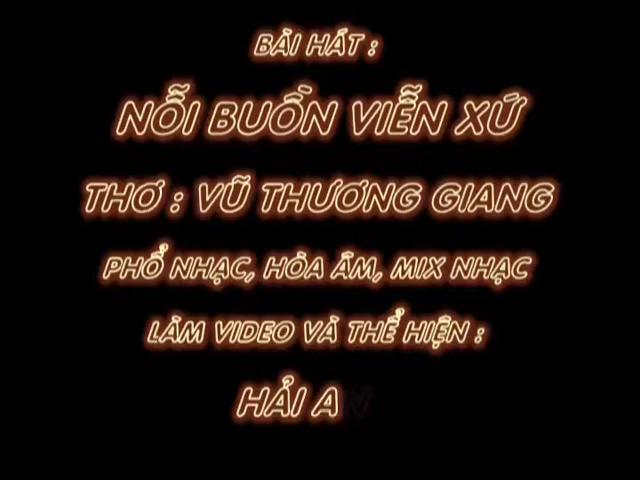 BÀI HÁT :
NỖI BUỒN VIỄN XỨ
THƠ : VŨ THƯƠNG GIANG
PHỔ NHẠC, HÒA ÂM, MIX NHẠC
LÀM VIDEO VÀ THỂ HIỆN :
HẢI AN